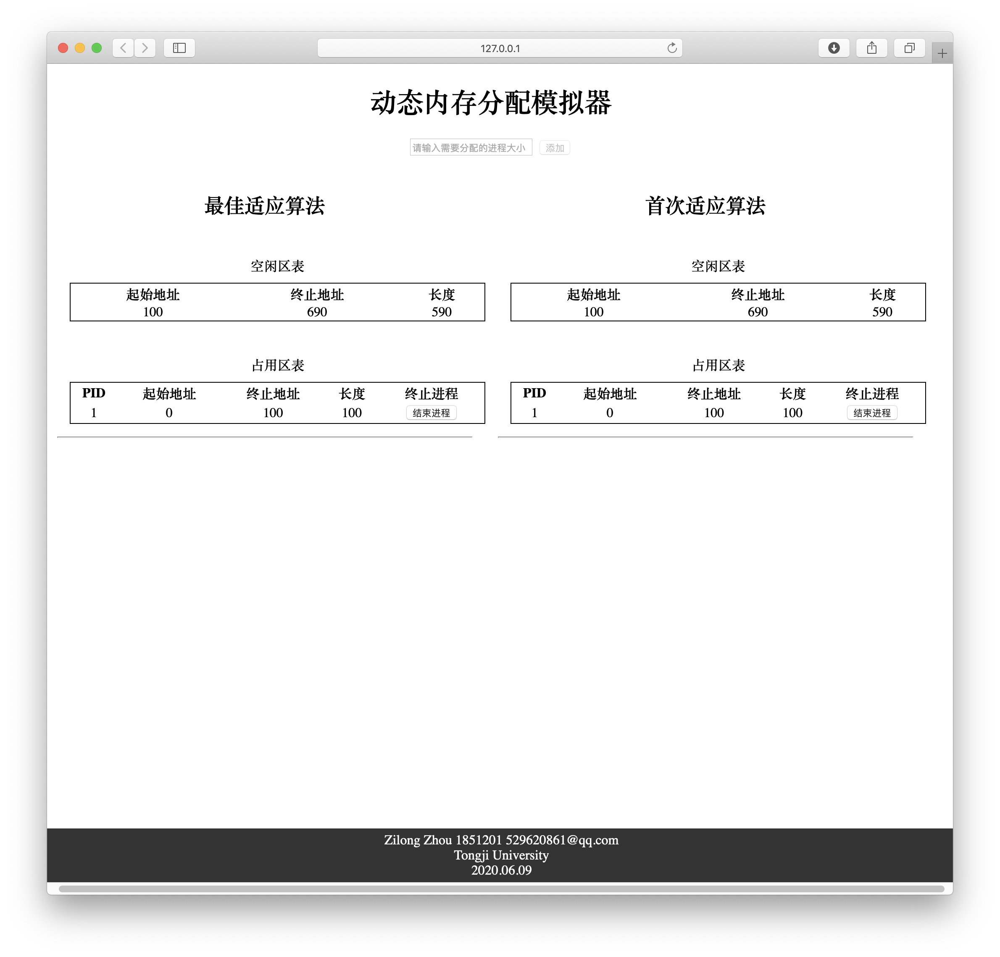 127.0.0.1
动态内存分配模拟器
请输入需要分配的进程大小 添加
最佳适应算法
空闲区表
起始地址 终止地址 长度
100 690 590
占用区表
PID 起始地址 终止地址 长度 终止进程
1 0 100 100 结束进程
首次适应算法
空闲区表
起始地址 终止地址 长度
100 690 590
占用区表
PID 起始地址 终止地址 长度 终止进程
1 0 100 100 结束进程
Zilong Zhou 1851201 529620861@qq.com
Tongji University
2020.06.09